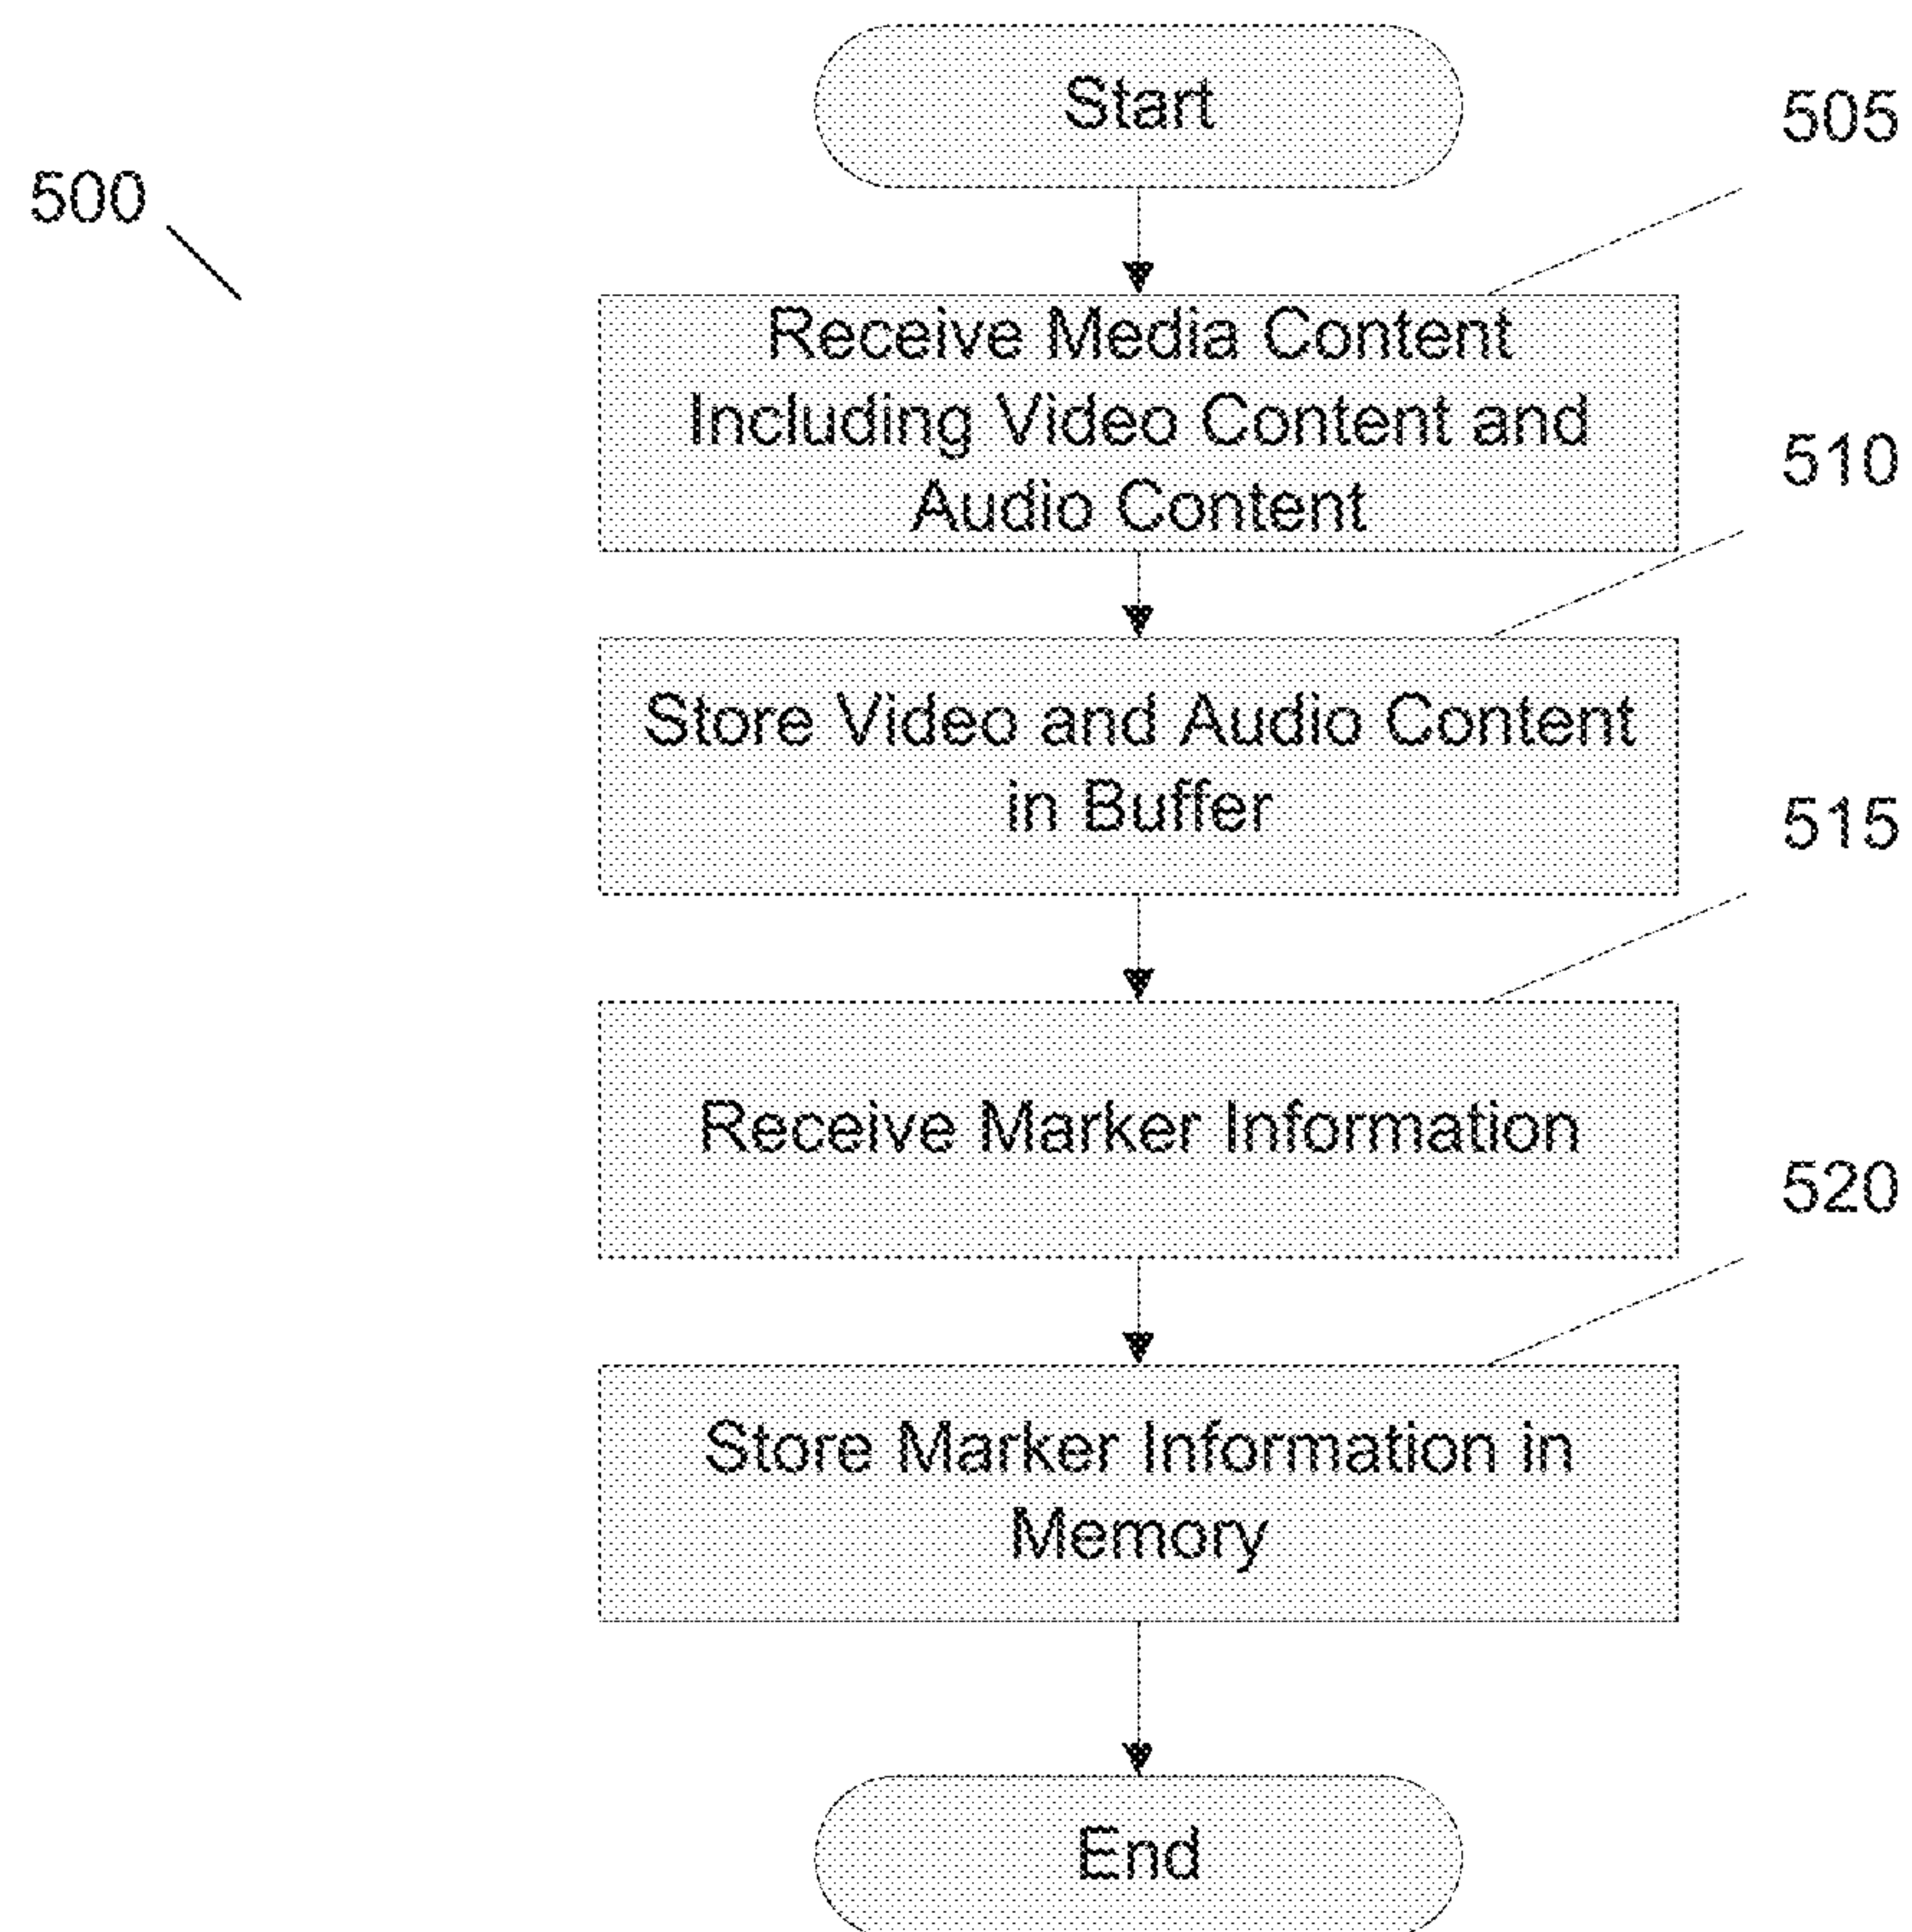 Start
505
500
Receive Media Content
Including Video Content and
Audio Content
510
Store Video and Audio Content
in Buffer
515
Receive Marker Information
520
Store Marker Information in
Memory
End